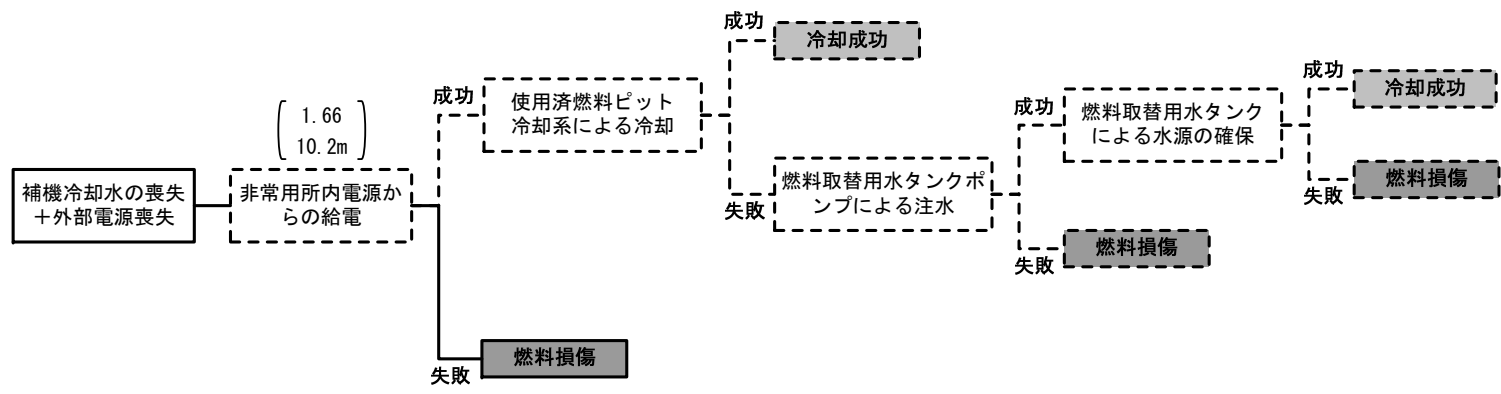 補機冷却水の喪失
＋外部電源喪失
1.66
10.2m
非常用所内電源か
らの給電
成功
使用済燃料ピット
冷却系による冷却
成功
冷却成功
失敗
燃料取替用水タンクポ
ンプによる注水
成功
燃料取替用水タンク
による水源の確保
成功
冷却成功
失敗
燃料損傷
失敗
燃料損傷
失敗
燃料損傷